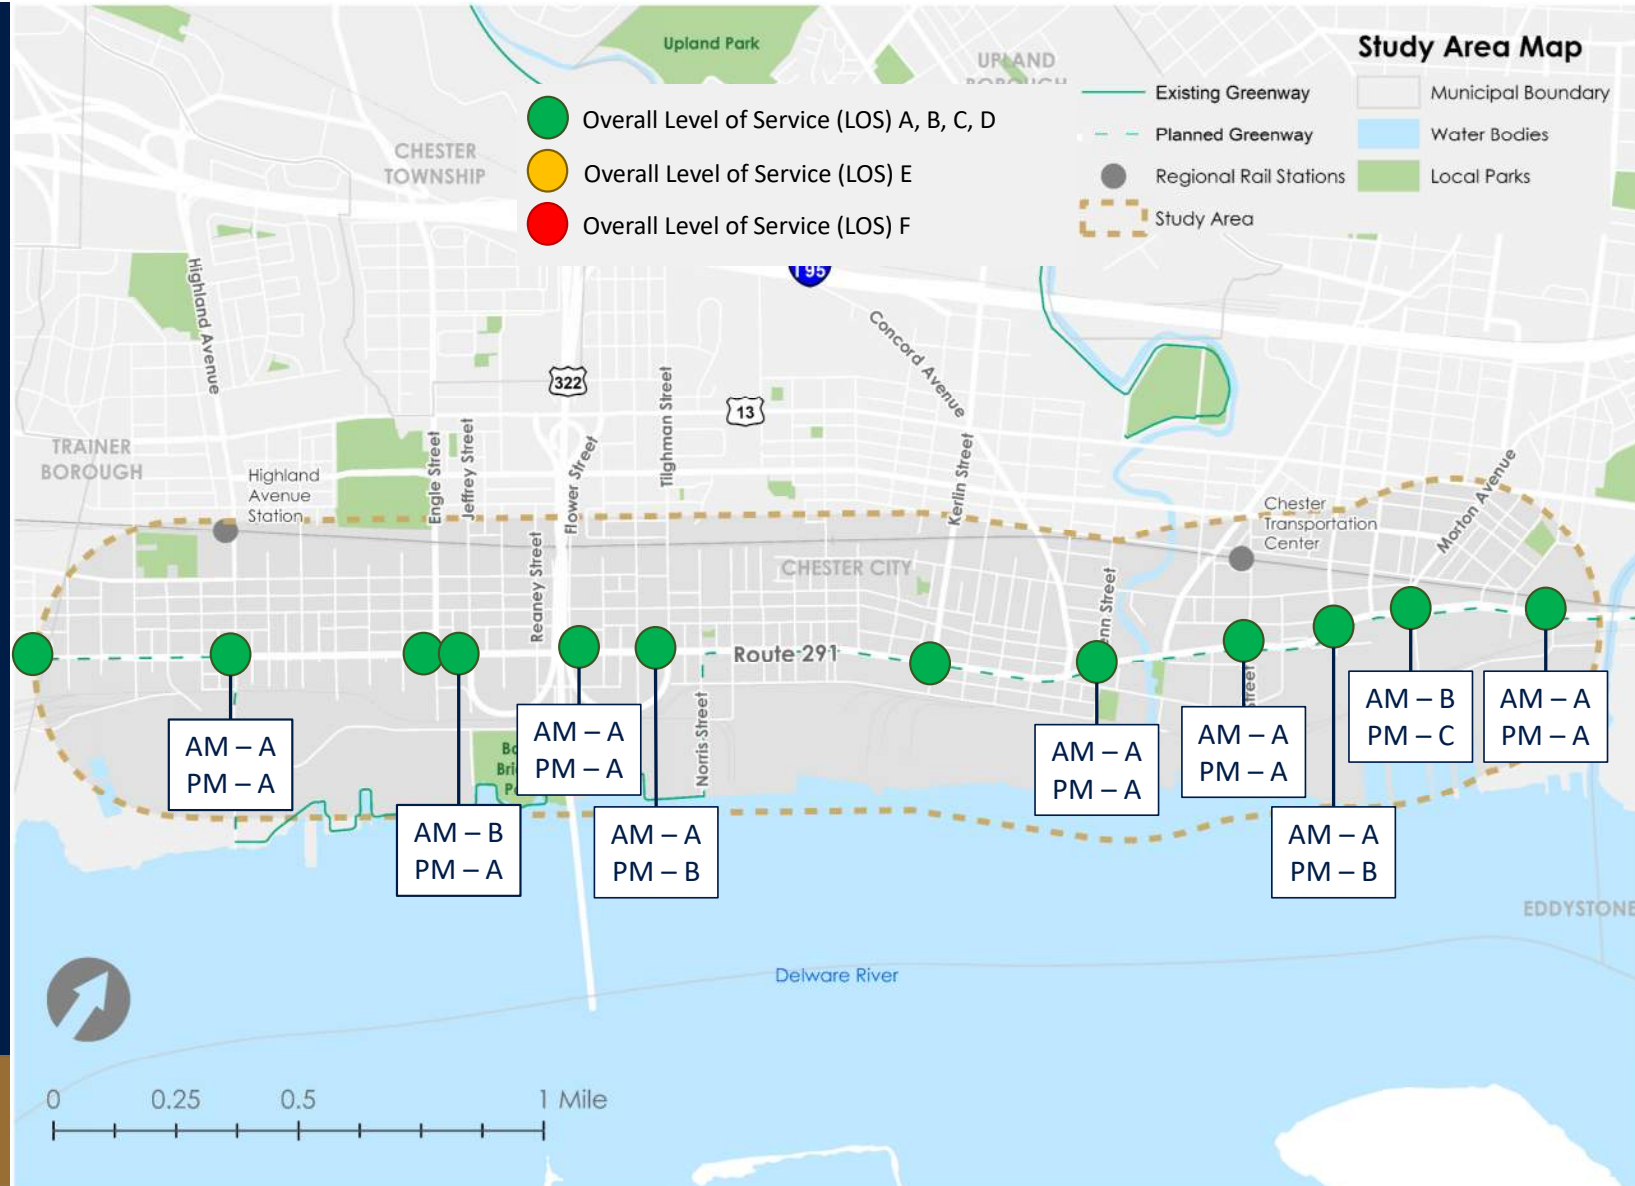 Study Area Map
Existing Greenway
Planned Greenway
Regional Rail Stations
Study Area
Municipal Boundary
Water Bodies
Local Parks
Overall Level of Service (LOS) A, B, C, D
Overall Level of Service (LOS) E
Overall Level of Service (LOS) F
Upland Park
UPLAND
BOROUGH
CHESTER
TOWNSHIP
195
322
13
Highland Avenue
Concord Avenue
TRAINER
BOROUGH
Highland
Avenue
Station
Engle Street
Jeffrey Street
Flower Street
Tilghman Street
Kerlin Street
Morton Avenue
Chester
Transportation
Center
Reaney Street
CHESTER CITY
Route 291
Norris Street
Street
AM – A
PM – A
AM – B
PM – A
AM – A
PM – A
AM – A
PM – B
AM – A
PM – A
AM – A
PM – A
AM – A
PM – B
AM – B
PM – C
AM – A
PM – A
EDDYSTONE
Delware River
0 0.25 0.5 1 Mile